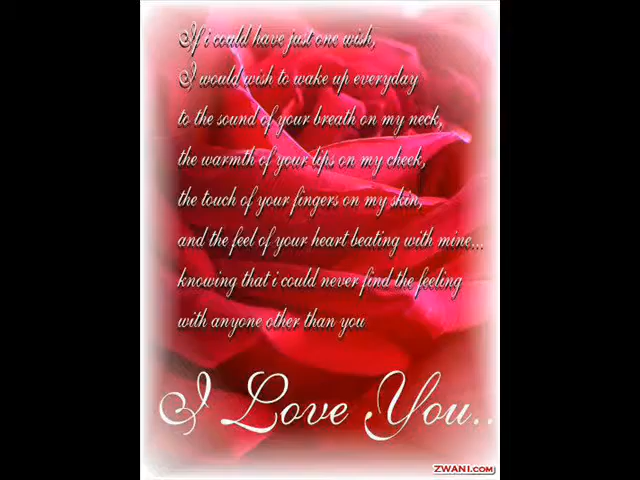 If i could have just one wish,
I would wish to wake up everyday
to the sound of your breath on my neck,
the warmth of your lips on my cheek,
the touch of your fingers on my skin,
and the feel of your heart beating with mine...
knowing that i could never find the feeling
with anyone other than you
I Love You..
ZWANI.COM